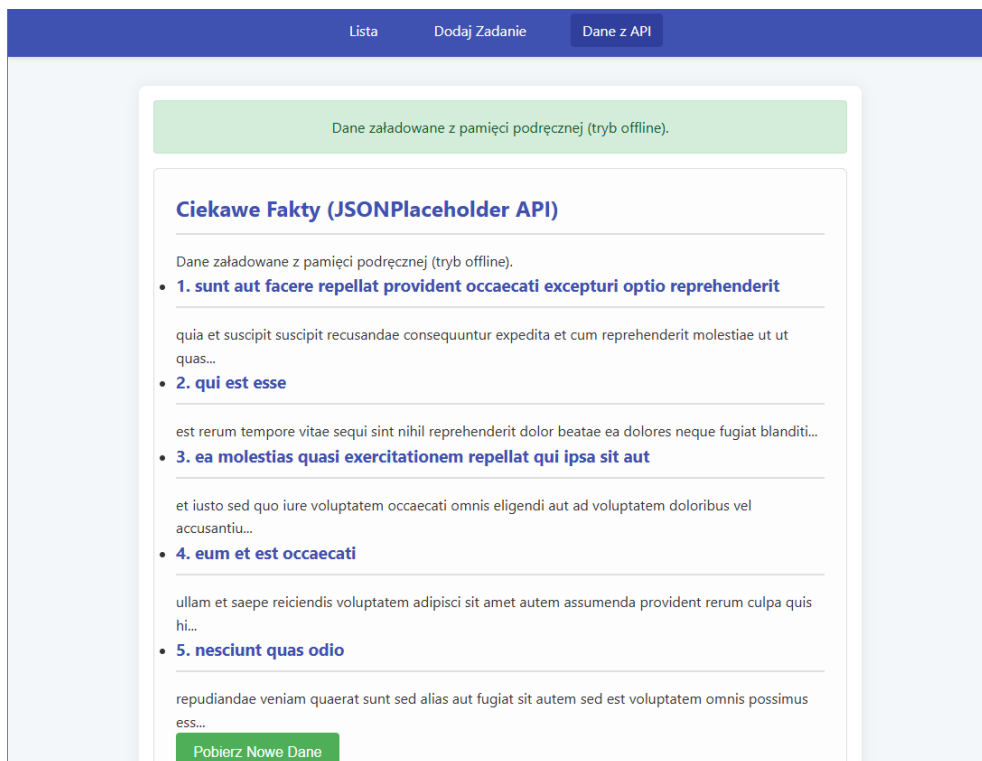 Lista Dodaj Zadanie Dane z API
Dane załadowane z pamięci podręcznej (tryb offline).
Ciekawe Fakty (JSONPlaceholder API)
Dane załadowane z pamięci podręcznej (tryb offline).
1. sunt aut facere repellat provident occaecati excepturi optio reprehenderit
quia et suscipit suscipit recusandae consequuntur expedita et cum reprehenderit molestiae ut ut
quas...
2. qui est esse
est rerum tempore vitae sequi sint nihil reprehenderit dolor beatae ea dolores neque fugiat blanditi...
3. ea molestias quasi exercitationem repellat qui ipsa sit aut
et iusto sed quo iure voluptatem occaecati omnis eligendi aut ad voluptatem doloribus vel
accusantiu...
4. eum et est occaecati
ullam et saepe reiciendis voluptatem adipisci sit amet autem assumenda provident rerum culpa quis
hi...
5. nesciunt quas odio
repudiandae veniam quaerat sunt sed alias aut fugiat sit autem sed est voluptatem omnis possimus
ess...
Pobierz Nowe Dane